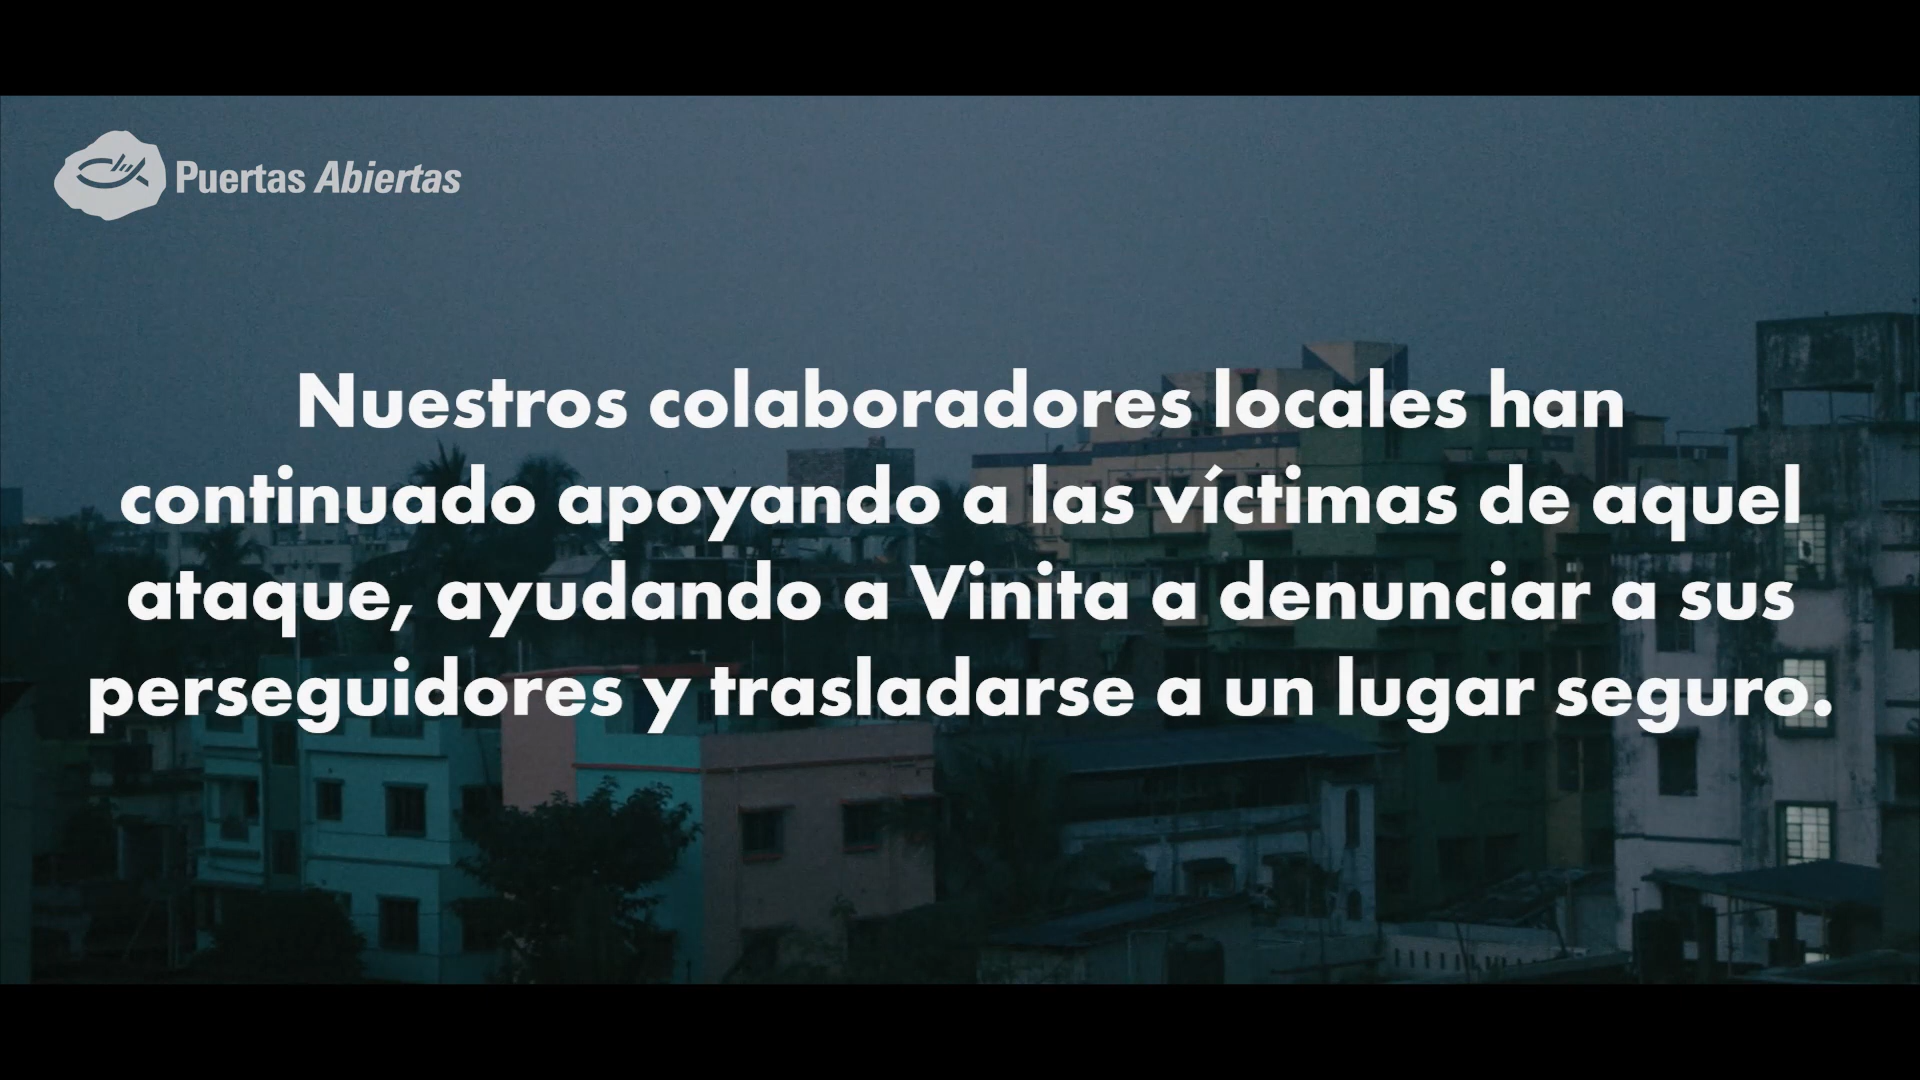 Puertas Abiertas
Nuestros colaboradores locales han
continuado apoyando a las víctimas de aquel
ataque, ayudando a Vinita a denunciar a sus
perseguidores y trasladarse a un lugar seguro.